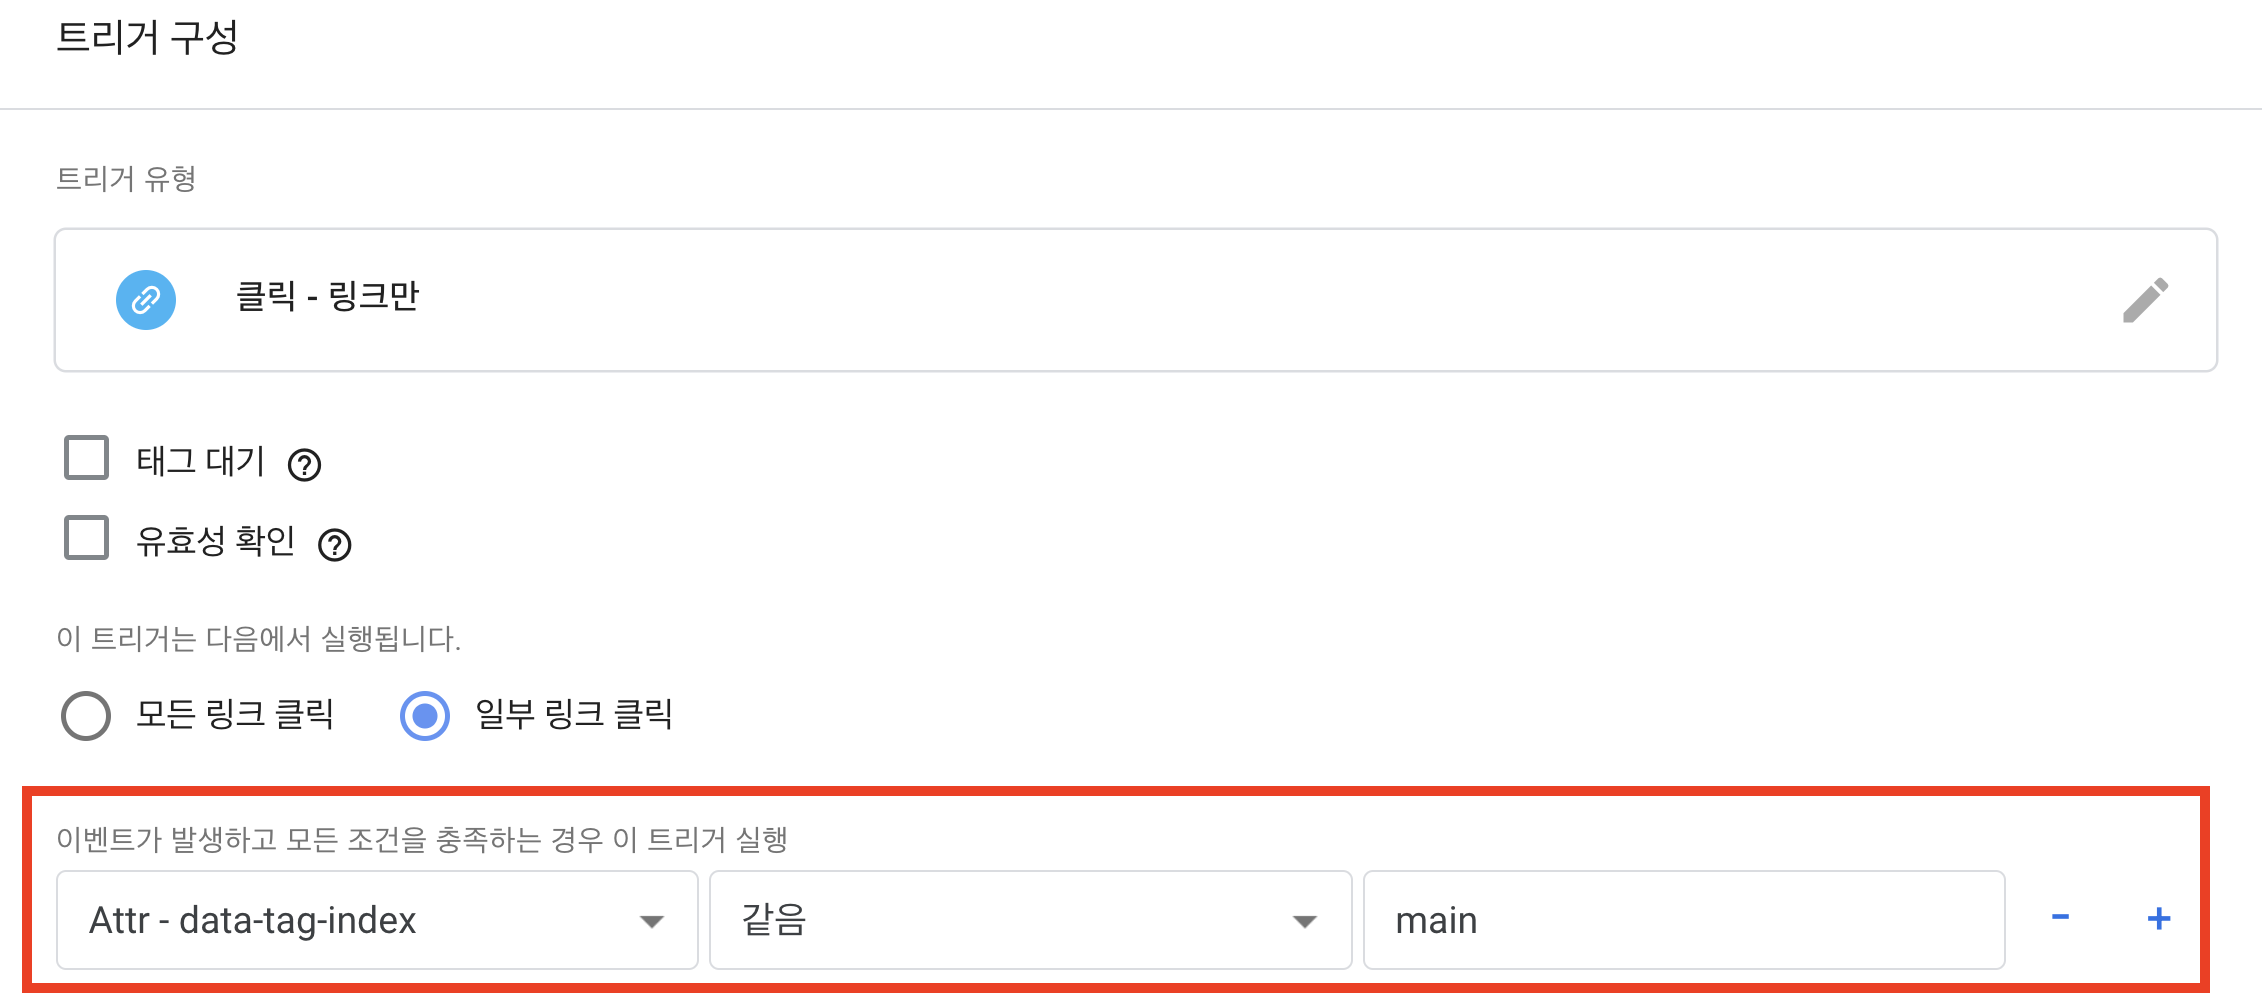 트리거 구성
트리거 유형
클릭 - 링크만
태그 대기 ?
유효성 확인 ?
이 트리거는 다음에서 실행됩니다.
모든 링크 클릭 일부 링크 클릭
이벤트가 발생하고 모든 조건을 충족하는 경우 이 트리거 실행
Attr - data-tag-index 같음 main - +